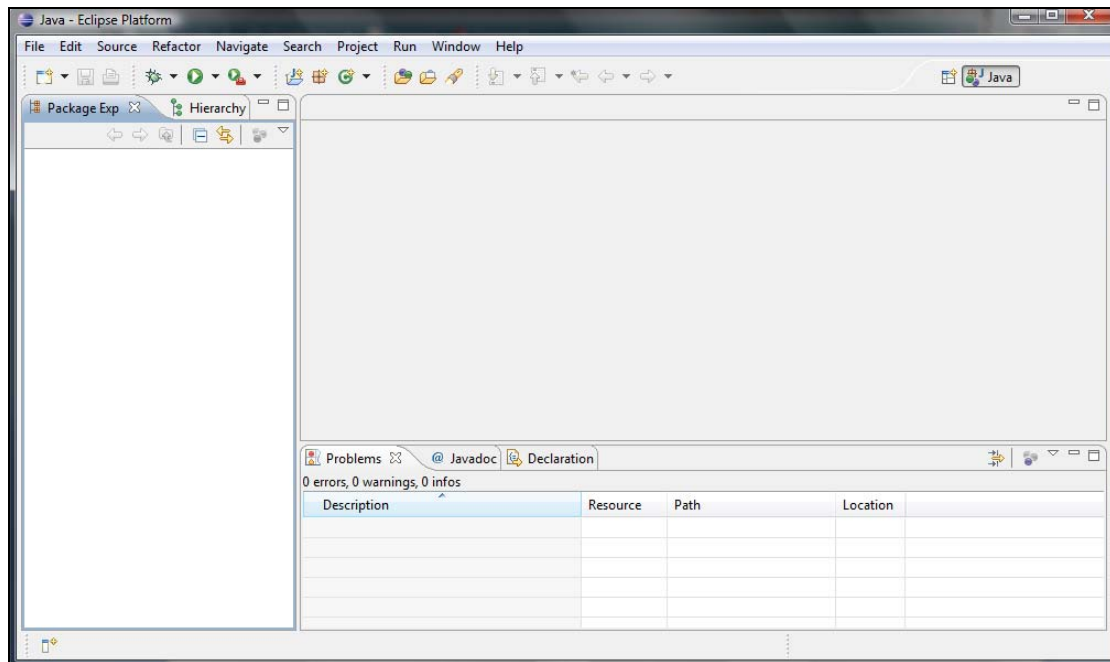 Java - Eclipse Platform
File Edit Source Refactor Navigate Search Project Run Window Help
Java
Package Exp Hierarchy
Problems @ Javadoc Declaration
0 errors, 0 warnings, 0 infos
Description Resource Path Location